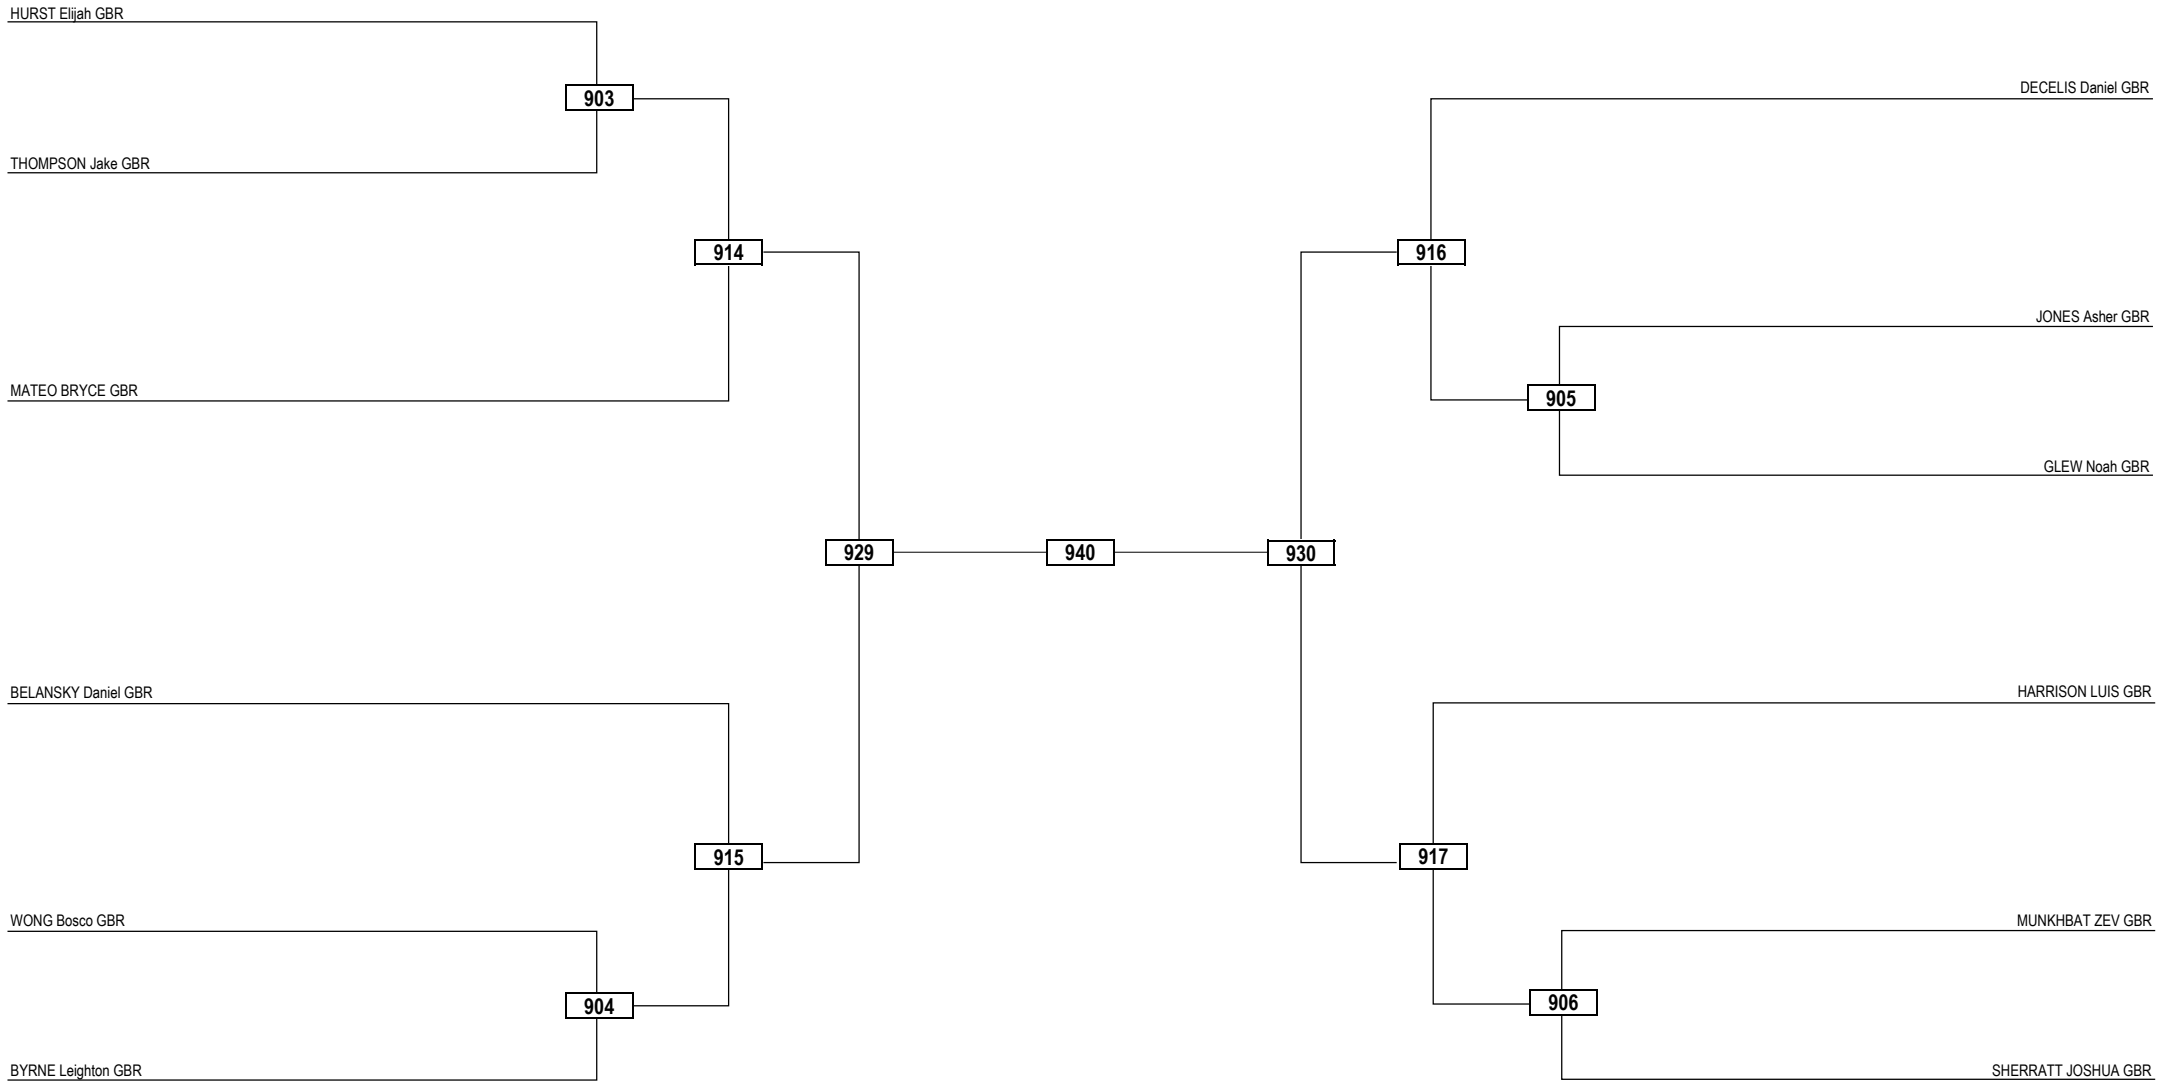 HURST Elijah GBR
903
DECELIS Daniel GBR
THOMPSON Jake GBR
914
916
JONES Asher GBR
MATEO BRYCE GBR
905
GLEW Noah GBR
929
940
930
BELANSKY Daniel GBR
HARRISON LUIS GBR
915
917
WONG Bosco GBR
MUNKHBAT ZEV GBR
904
906
BYRNE Leighton GBR
SHERRATT JOSHUA GBR